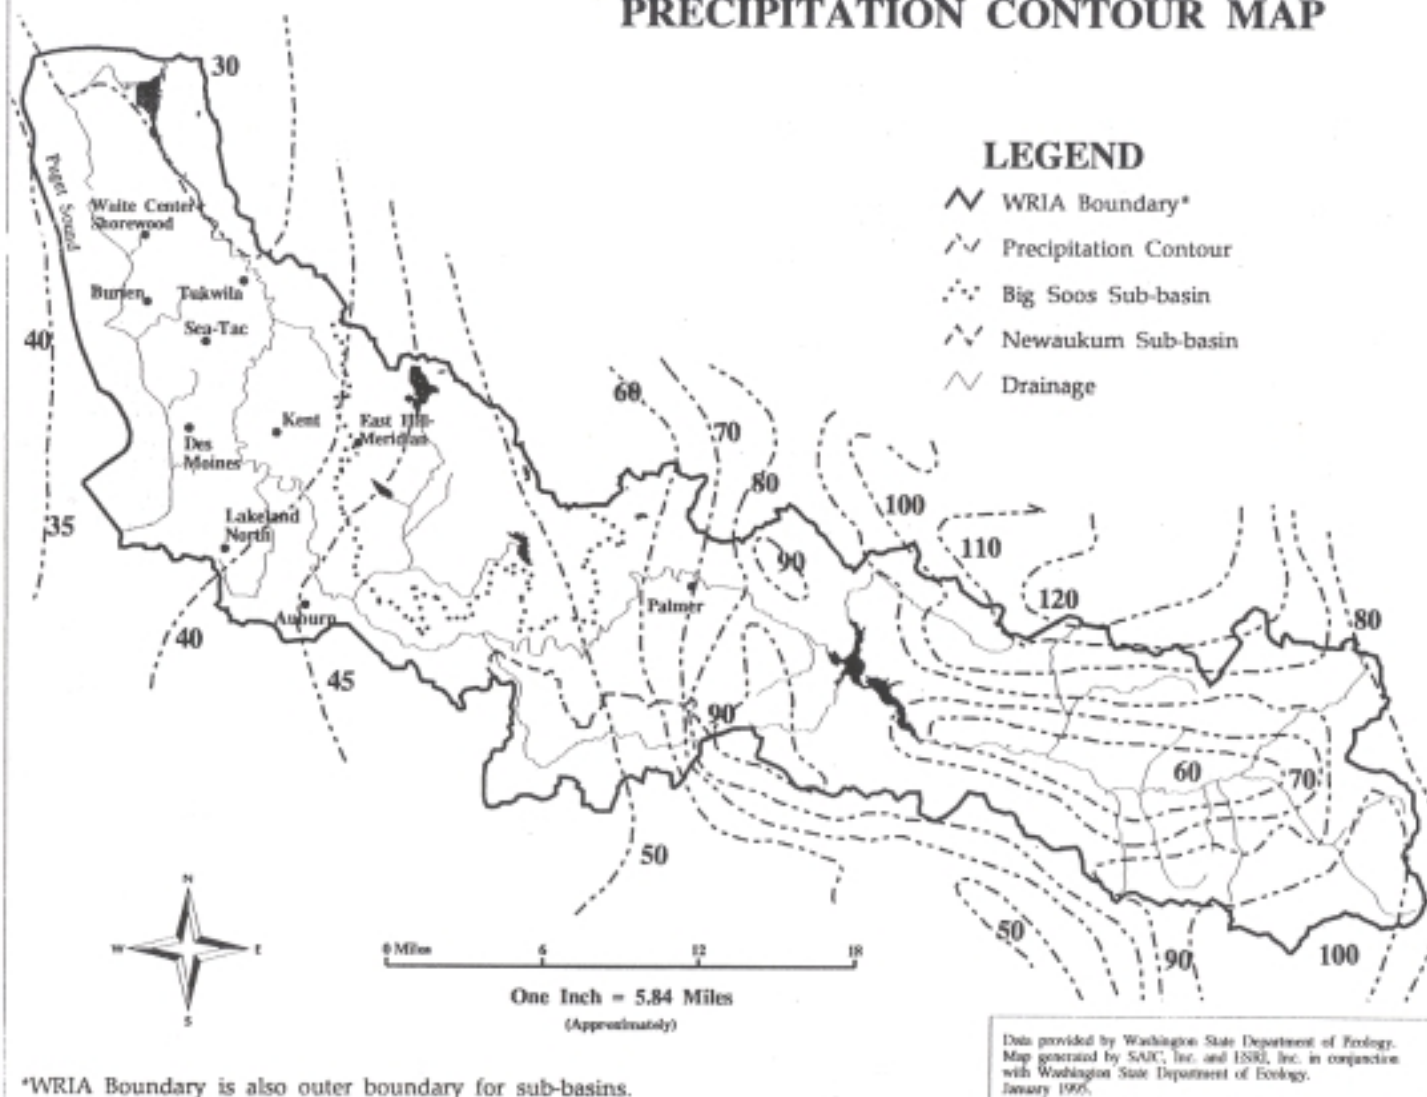 PRECIPITATION CONTOUR MAP
30
LEGEND
WRIA Boundary*
Precipitation Contour
Big Soos Sub-basin
Newaukum Sub-basin
Drainage
Puget Sound
Waite Center-
Shorewood
Burien
Tukwila
Sea-Tac
40
Kent
East Hill-
Meridian
Des
Moines
60
70
80
100
35
Lakeland
North
110
90
120
Palmer
Auburn
40
80
45
90
60
70
50
50
90
100
N
W
E
S
0 Miles
6
12
18
One Inch = 5.84 Miles
(Approximately)
Data provided by Washington State Department of Ecology.
Map generated by SAIC, Inc. and ESRI, Inc. in conjunction
with Washington State Department of Ecology.
January 1995.
*WRIA Boundary is also outer boundary for sub-basins.